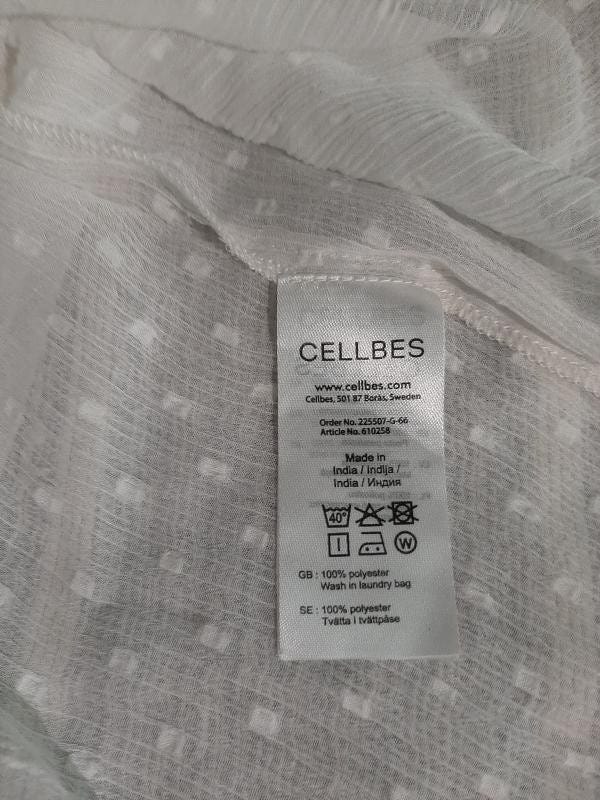 CELLBES
www.cellbes.com
Cellbes, 501 87 Borås, Sweden
Order No. 225507-G-66
Article No. 610258
Made in
India / Indija /
India / Индия
40°
W
GB : 100% polyester
Wash in laundry bag
SE : 100% polyester
Tvätta i tvättpåse